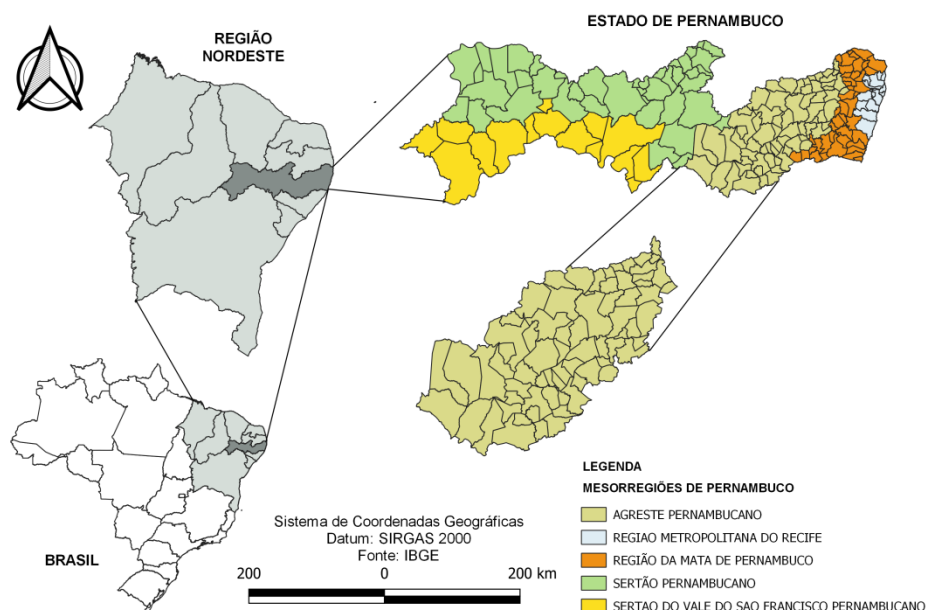 REGIÃO
NORDESTE
ESTADO DE PERNAMBUCO
BRASIL
Sistema de Coordenadas Geográficas
Datum: SIRGAS 2000
Fonte: IBGE
200 0 200 km
LEGENDA
MESORREGIÕES DE PERNAMBUCO
AGRESTE PERNAMBUCANO
REGIAO METROPOLITANA DO RECIFE
REGIÃO DA MATA DE PERNAMBUCO
SERTÃO PERNAMBUCANO
SERTAO DO VALE DO SAO FRANCISCO PERNAMBUCANO